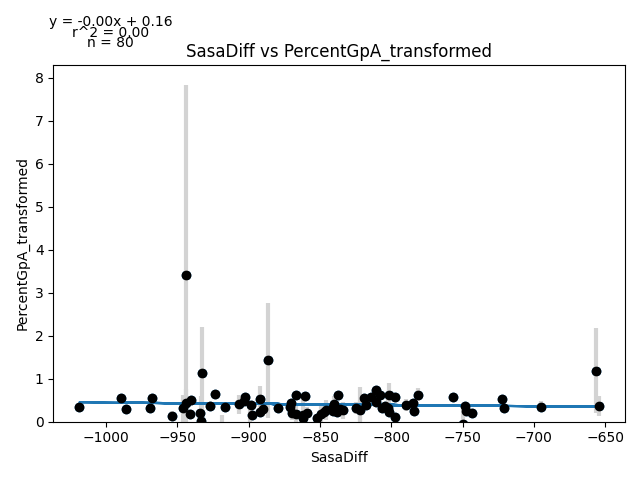 y = -0.00x + 0.16
r^2 = 0.00
n = 80
SasaDiff vs PercentGpA_transformed
8
7
6
5
4
3
2
1
0
PercentGpA_transformed
−1000 −950 −900 −850 −800 −750 −700 −650
SasaDiff